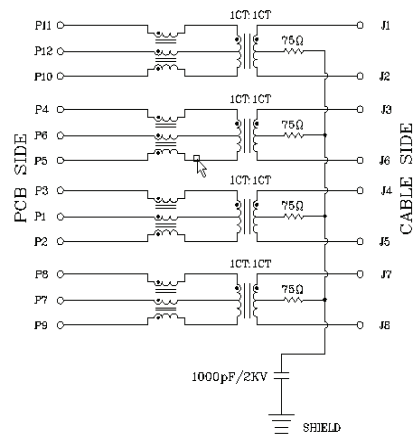 1CT:1CT
P11 J1
75Ω
P12
P10 J2
1CT:1CT
P4 J3
75Ω
P6
P5 J6
1CT:1CT
P3 J4
75Ω
P1
P2 J5
1CT:1CT
P8 J7
75Ω
P7
P9 J8
PCB SIDE
CABLE SIDE
1000pF/2KV
SHIELD